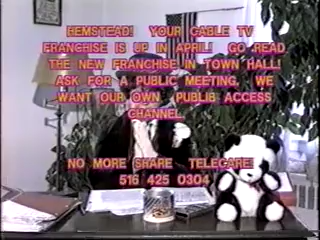 HEMSTEAD! YOUR CABLE TV
FRANCHISE IS UP IN APRIL! GO READ
THE NEW FRANCHISE IN TOWN HALL!
ASK FOR A PUBLIC MEETING. WE
WANT OUR OWN PUBLIB ACCESS
CHANNEL.
NO MORE SHARE TELECARE!
516 425 0304